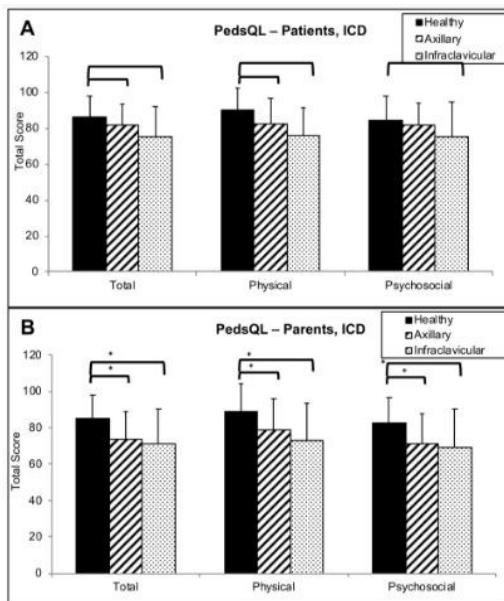 A
PedsQL – Patients, ICD
Healthy
Axillary
Infraclavicular
120
100
80
60
40
20
0
Total Score
Total
Physical
Psychosocial
B
PedsQL – Parents, ICD
Healthy
Axillary
Infraclavicular
120
100
80
60
40
20
0
Total Score
*
*
*
*
*
*
Total
Physical
Psychosocial